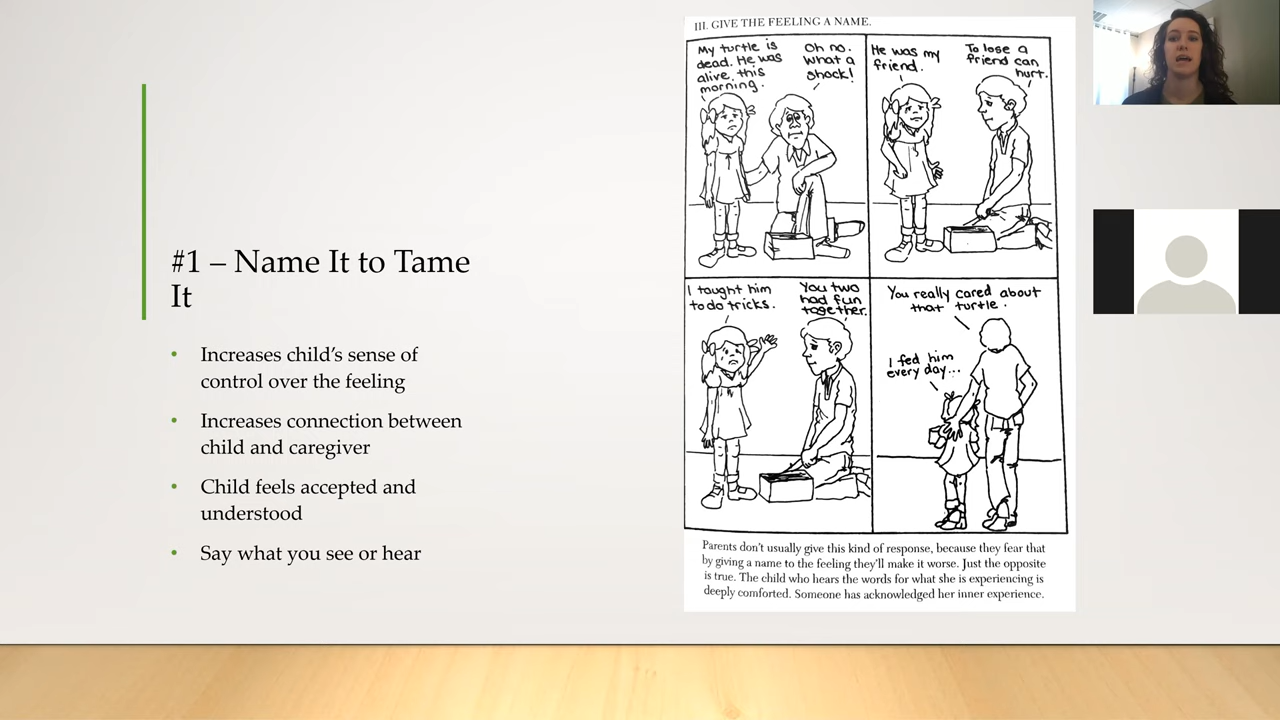 #1 – Name It to Tame
It
• Increases child’s sense of
control over the feeling
• Increases connection between
child and caregiver
• Child feels accepted and
understood
• Say what you see or hear
III. GIVE THE FEELING A NAME.
My turtle is
dead. He was
alive, this
morning.
Oh no.
What a
shock!
He was my
friend.
To lose a
friend can
hurt.
I taught him
to do tricks.
You two
had fun
together.
You really cared about
that turtle.
I fed him
every day...
Parents don’t usually give this kind of response, because they fear that
by giving a name to the feeling they’ll make it worse. Just the opposite
is true. The child who hears the words for what she is experiencing is
deeply comforted. Someone has acknowledged her inner experience.